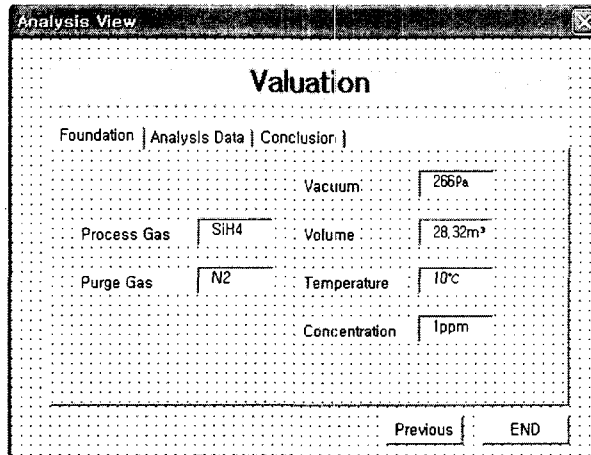 Analysis View
Valuation
Foundation Analysis Data Conclusion
Vacuum 266Pa
Process Gas SiH4 Volume 28.32m³
Purge Gas N2 Temperature 10℃
Concentration 1ppm
Previous END